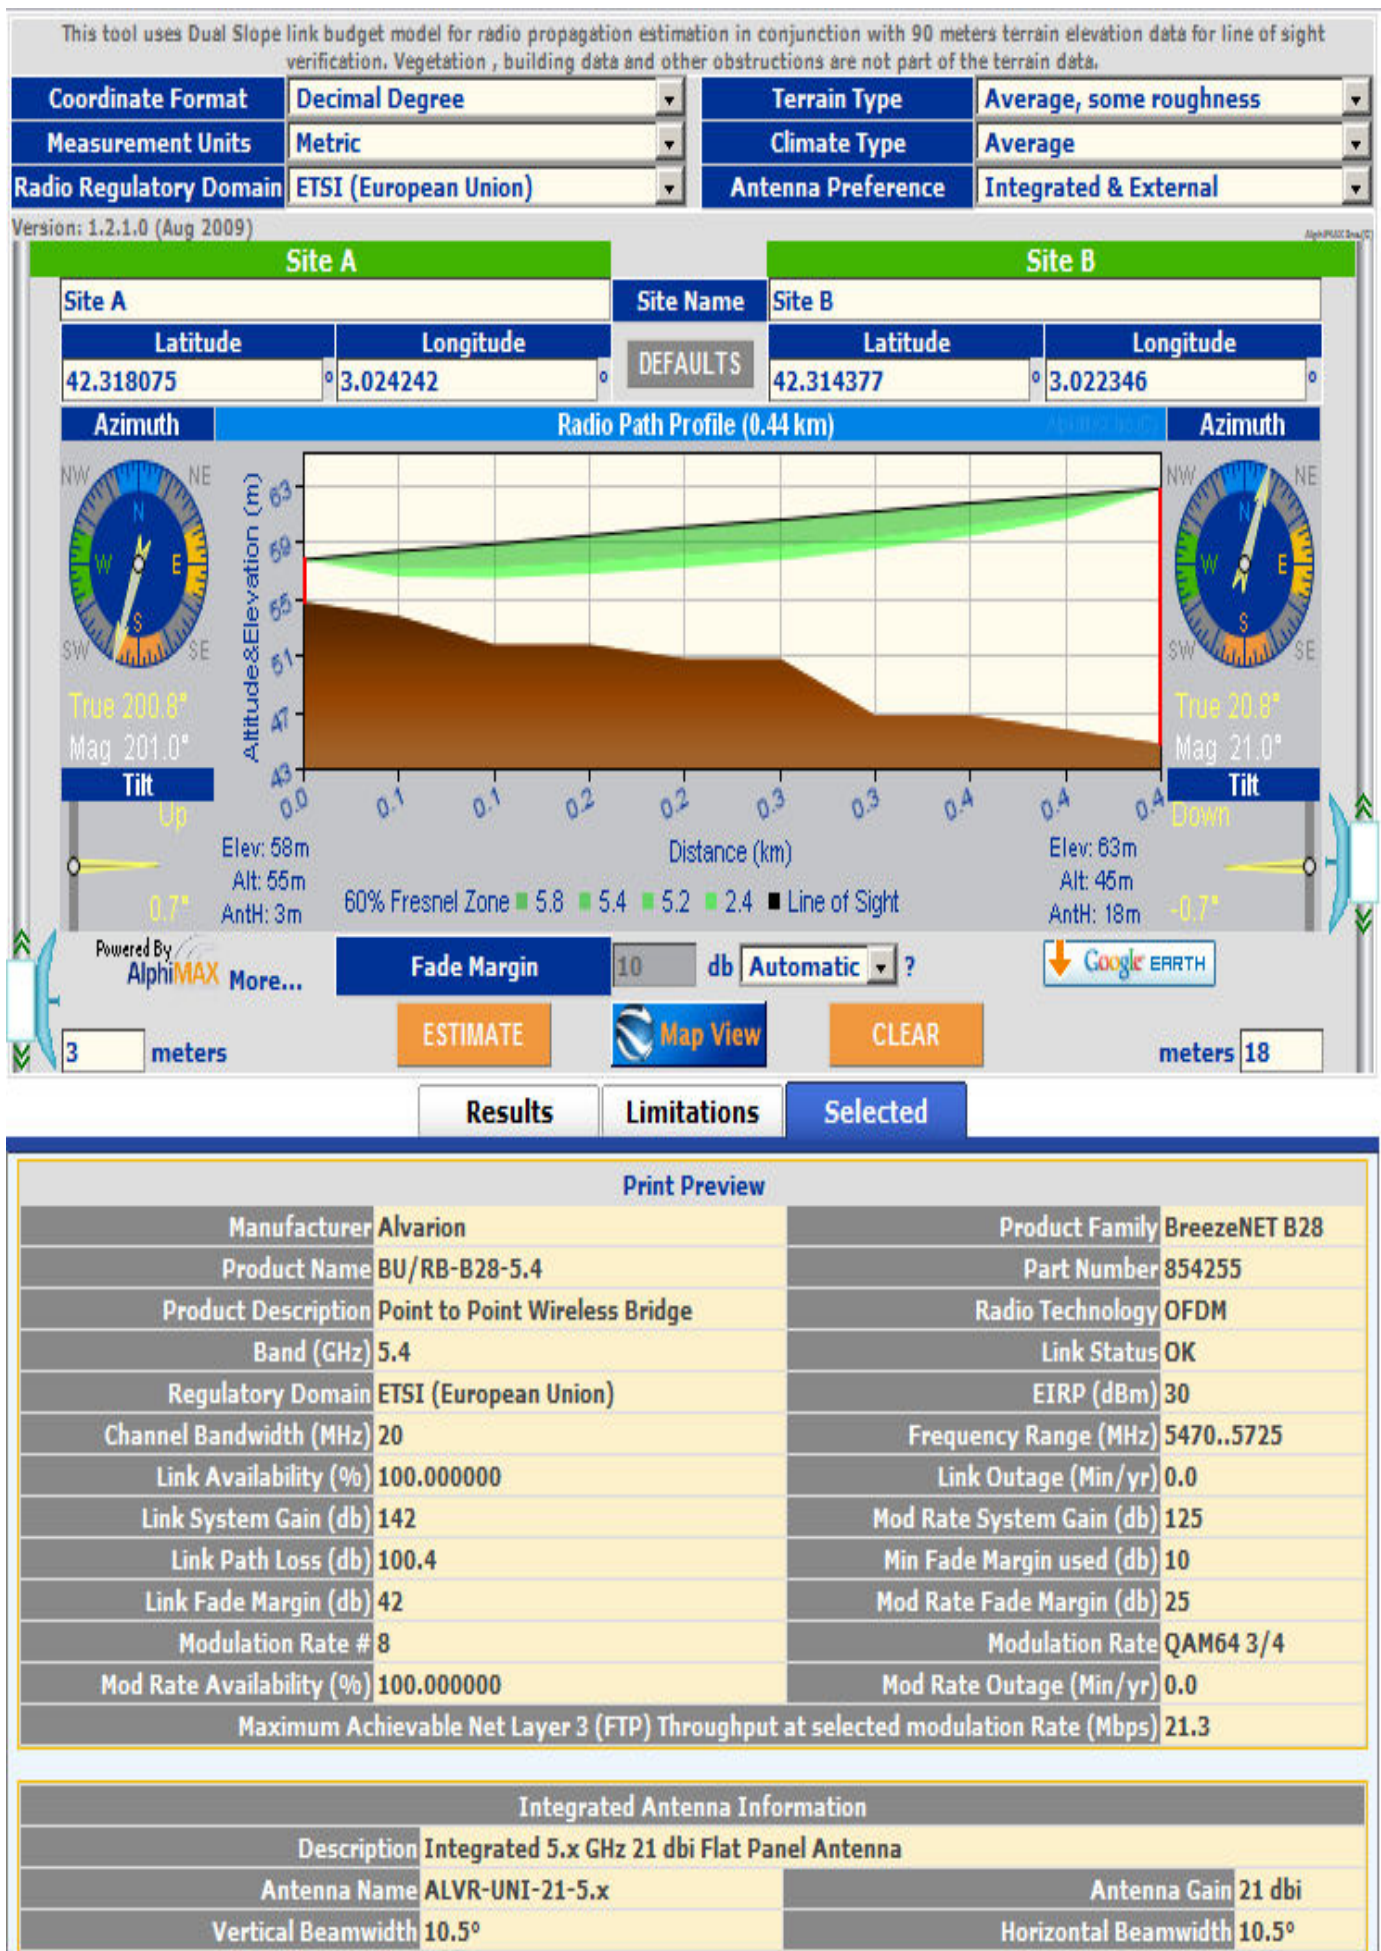 This tool uses Dual Slope link budget model for radio propagation estimation in conjunction with 90 meters terrain elevation data for line of sight
verification. Vegetation , building data and other obstructions are not part of the terrain data.
Coordinate Format Decimal Degree Terrain Type Average, some roughness
Measurement Units Metric Climate Type Average
Radio Regulatory Domain ETSI (European Union) Antenna Preference Integrated & External
Version: 1.2.1.0 (Aug 2009)
Site A Site B
Site A Site Name Site B
Latitude Longitude DEFAULTS Latitude Longitude
42.318075 º 3.024242 º 42.314377 º 3.022346 º
Azimuth Radio Path Profile (0.44 km) Azimuth
NW NE N W E S SW SE
True 200.8°
Mag 201.0°
Tilt
Up
0.7°
Altitude&Elevation (m)
63
59
55
51
47
43
0.0 0.1 0.1 0.2 0.2 0.3 0.3 0.4 0.4 0.4
Distance (km)
Elev: 58m
Alt: 55m
AntH: 3m
60% Fresnel Zone 5.8 5.4 5.2 2.4 Line of Sight
Elev: 63m
Alt: 45m
AntH: 18m
NW NE N W E S SW SE
True 20.8°
Mag 21.0°
Tilt
Down
-0.7°
Powered By
AlphiMAX More... Fade Margin 10 db Automatic ? Google EARTH
ESTIMATE Map View CLEAR
3 meters meters 18
Results Limitations Selected
Print Preview
Manufacturer Alvarion Product Family BreezeNET B28
Product Name BU/RB-B28-5.4 Part Number 854255
Product Description Point to Point Wireless Bridge Radio Technology OFDM
Band (GHz) 5.4 Link Status OK
Regulatory Domain ETSI (European Union) EIRP (dBm) 30
Channel Bandwidth (MHz) 20 Frequency Range (MHz) 5470..5725
Link Availability (%) 100.000000 Link Outage (Min/yr) 0.0
Link System Gain (db) 142 Mod Rate System Gain (db) 125
Link Path Loss (db) 100.4 Min Fade Margin used (db) 10
Link Fade Margin (db) 42 Mod Rate Fade Margin (db) 25
Modulation Rate # 8 Modulation Rate QAM64 3/4
Mod Rate Availability (%) 100.000000 Mod Rate Outage (Min/yr) 0.0
Maximum Achievable Net Layer 3 (FTP) Throughput at selected modulation Rate (Mbps) 21.3
Integrated Antenna Information
Description Integrated 5.x GHz 21 dbi Flat Panel Antenna
Antenna Name ALVR-UNI-21-5.x Antenna Gain 21 dbi
Vertical Beamwidth 10.5º Horizontal Beamwidth 10.5º